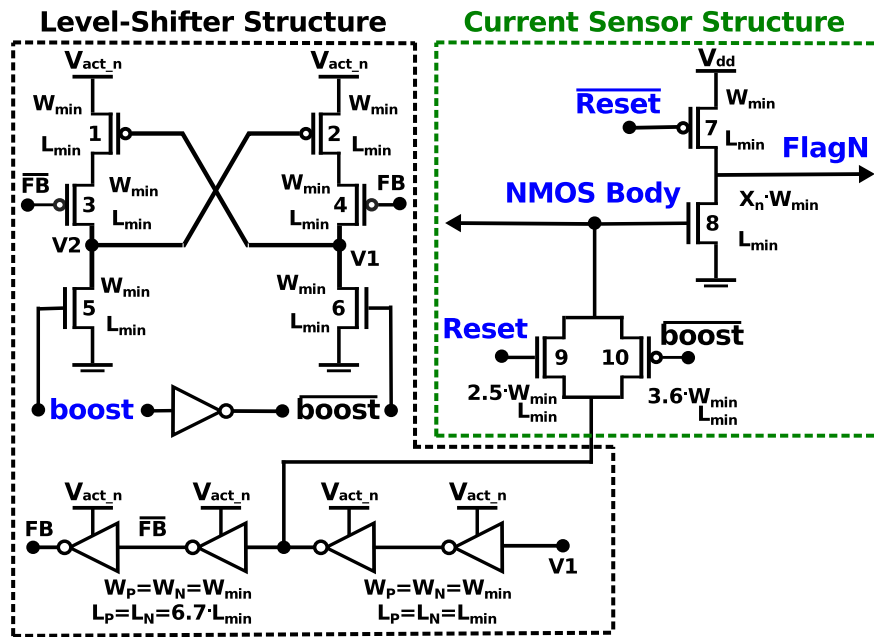 Level-Shifter Structure
Current Sensor Structure
Vact_n
Vact_n
Wmin
1
Lmin
Wmin
2
Lmin
FB
3
Wmin
Lmin
Wmin
4
Lmin
FB
V2
V1
5
Wmin
Lmin
Wmin
6
Lmin
boost
boost
Vdd
Reset
Wmin
7
Lmin
FlagN
NMOS Body
Xn·Wmin
8
Lmin
Reset
9
10
boost
2.5·Wmin
Lmin
3.6·Wmin
Lmin
Vact_n
Vact_n
Vact_n
Vact_n
FB
FB
V1
WP=WN=Wmin
LP=LN=6.7·Lmin
WP=WN=Wmin
LP=LN=Lmin